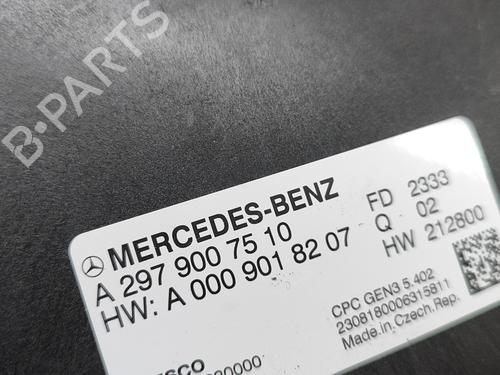 B·PARTS
MERCEDES-BENZ
A 297 900 75 10
HW: A 000 901 82 07
FD 2333
Q 02
HW 212800
CPC GEN3 5.402
2308180006315811
Made in Czech.Rep.